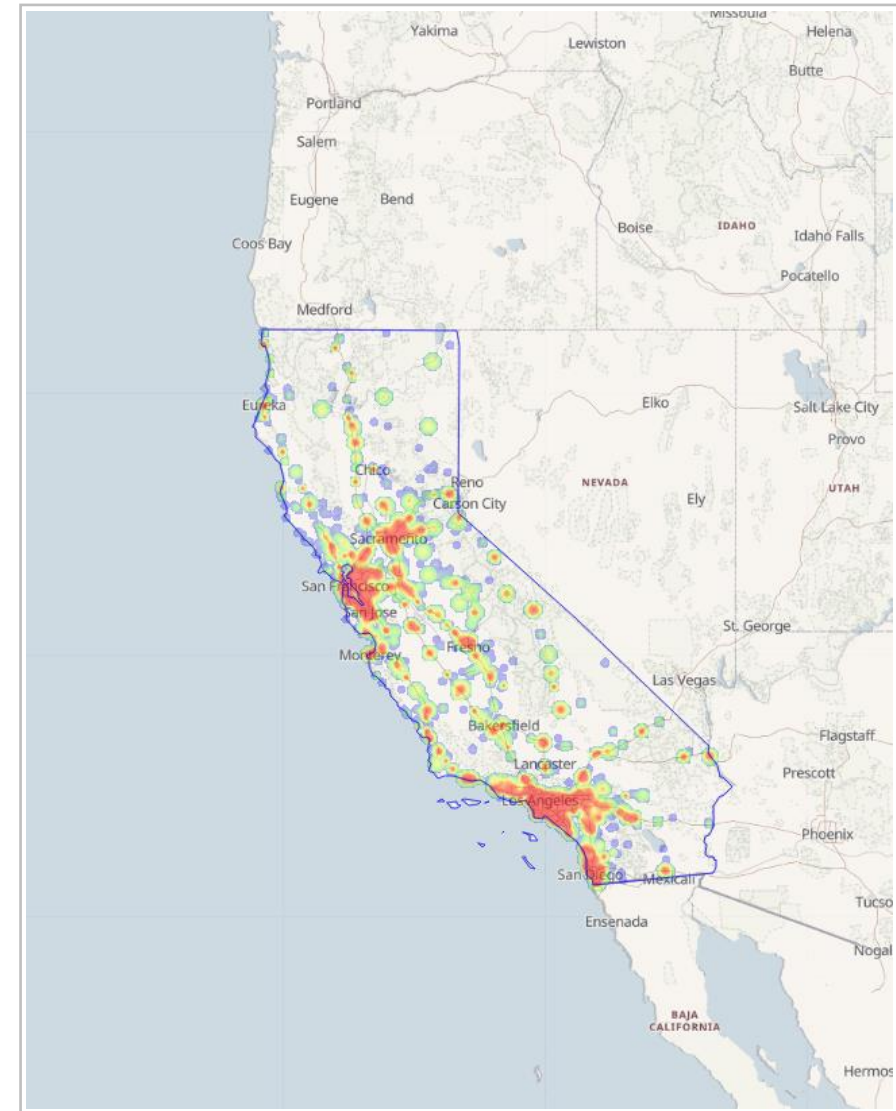 Missoula
Yakima
Helena
Lewiston
Butte
Portland
Salem
Eugene
Bend
Boise
IDAHO
Coos Bay
Idaho Falls
Pocatello
Medford
Elko
Salt Lake City
Eureka
Provo
Chico
Reno
NEVADA
UTAH
Carson City
Ely
Sacramento
San Francisco
San Jose
St. George
Fresno
Monterey
Las Vegas
Bakersfield
Flagstaff
Lancaster
Prescott
Los Angeles
Phoenix
San Diego
Mexicali
Tucso
Ensenada
Nogal
BAJA
CALIFORNIA
Hermos